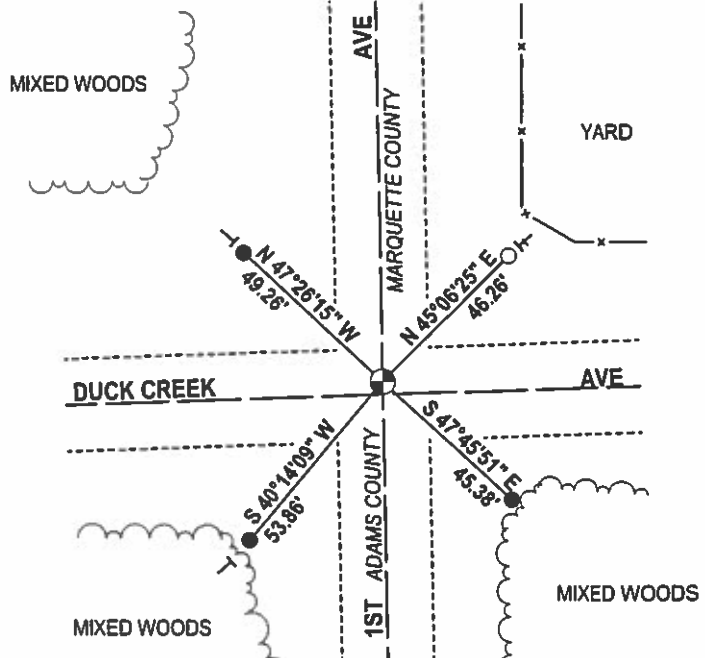 AVE
MIXED WOODS
MARQUETTE COUNTY
YARD
N 47°26'15" W
49.26'
N 45°06'25" E
46.26'
DUCK CREEK
AVE
S 40°14'09" W
53.86'
S 47°45'51" E
45.38'
1ST
ADAMS COUNTY
MIXED WOODS
MIXED WOODS